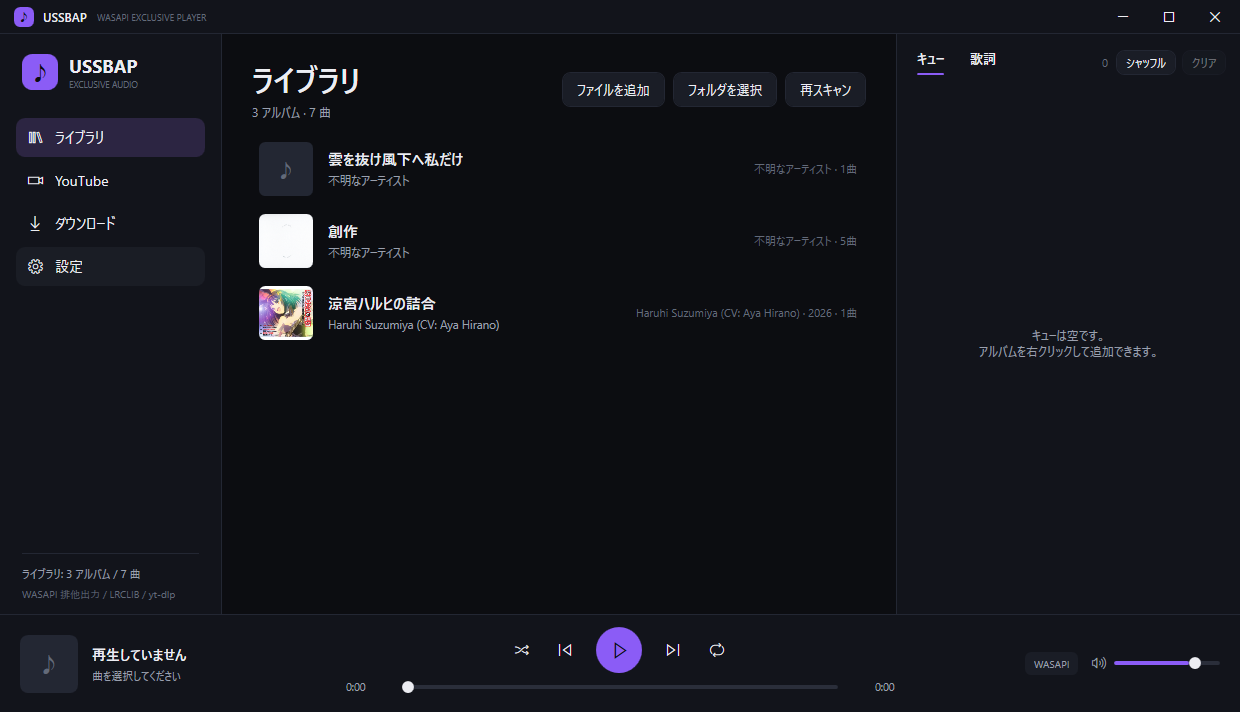 USSBAP WASAPI EXCLUSIVE PLAYER
USSBAP
EXCLUSIVE AUDIO
ライブラリ
YouTube
ダウンロード
設定
ライブラリ: 3 アルバム / 7 曲
WASAPI 排他出力 / LRCLIB / yt-dlp
ライブラリ
3 アルバム · 7 曲
ファイルを追加 フォルダを選択 再スキャン
雲を抜け風下へ私だけ
不明なアーティスト
不明なアーティスト · 1曲
創作
不明なアーティスト
不明なアーティスト · 5曲
涼宮ハルヒの詰合
Haruhi Suzumiya (CV: Aya Hirano)
Haruhi Suzumiya (CV: Aya Hirano) · 2026 · 1曲
キュー 歌詞 0 シャッフル クリア
キューは空です。
アルバムを右クリックして追加できます。
再生していません
曲を選択してください
0:00 0:00
WASAPI